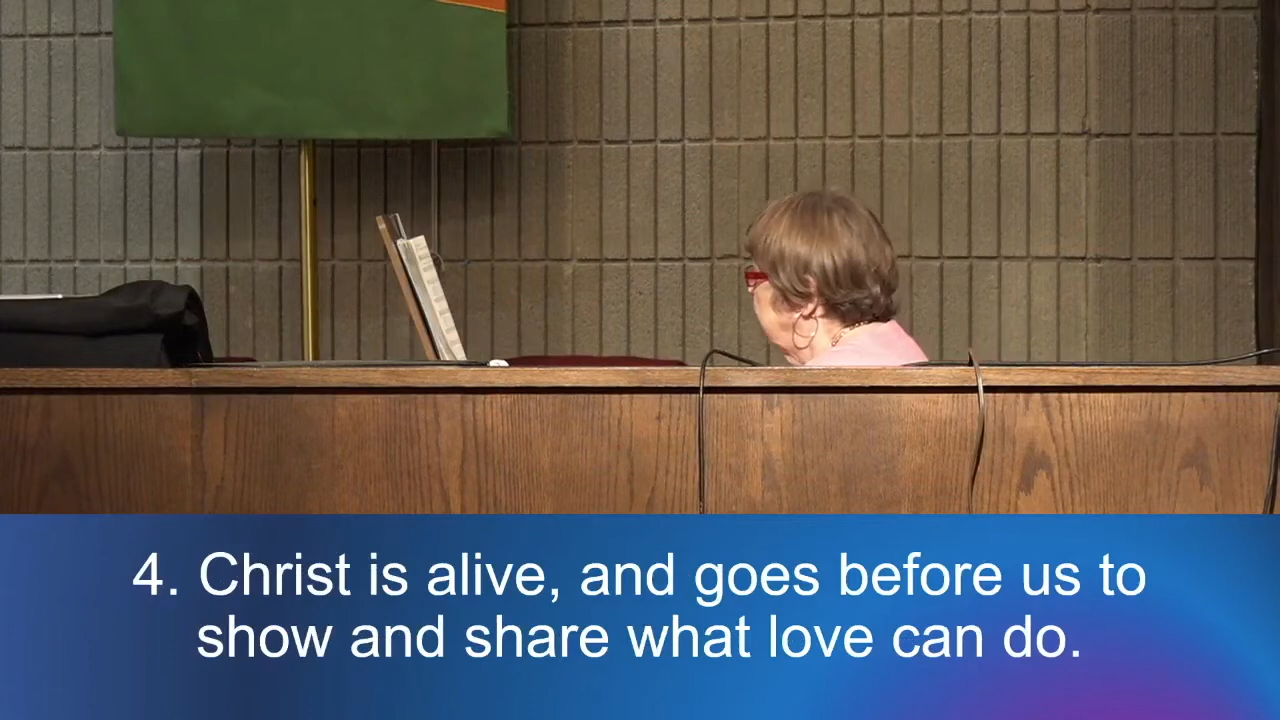 4. Christ is alive, and goes before us to
show and share what love can do.